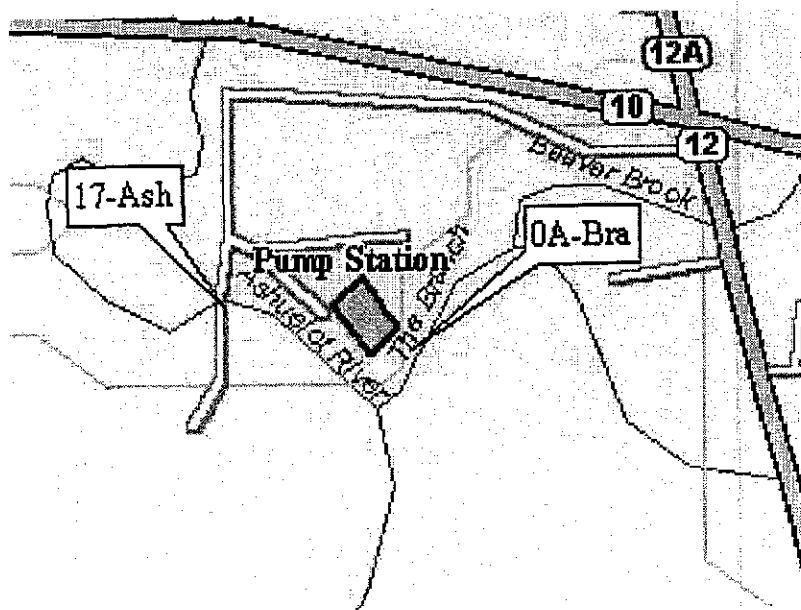 12A
10
12
Beaver Brook
17-Ash
0A-Bra
Pump Station
The Branch
Ashuelot River